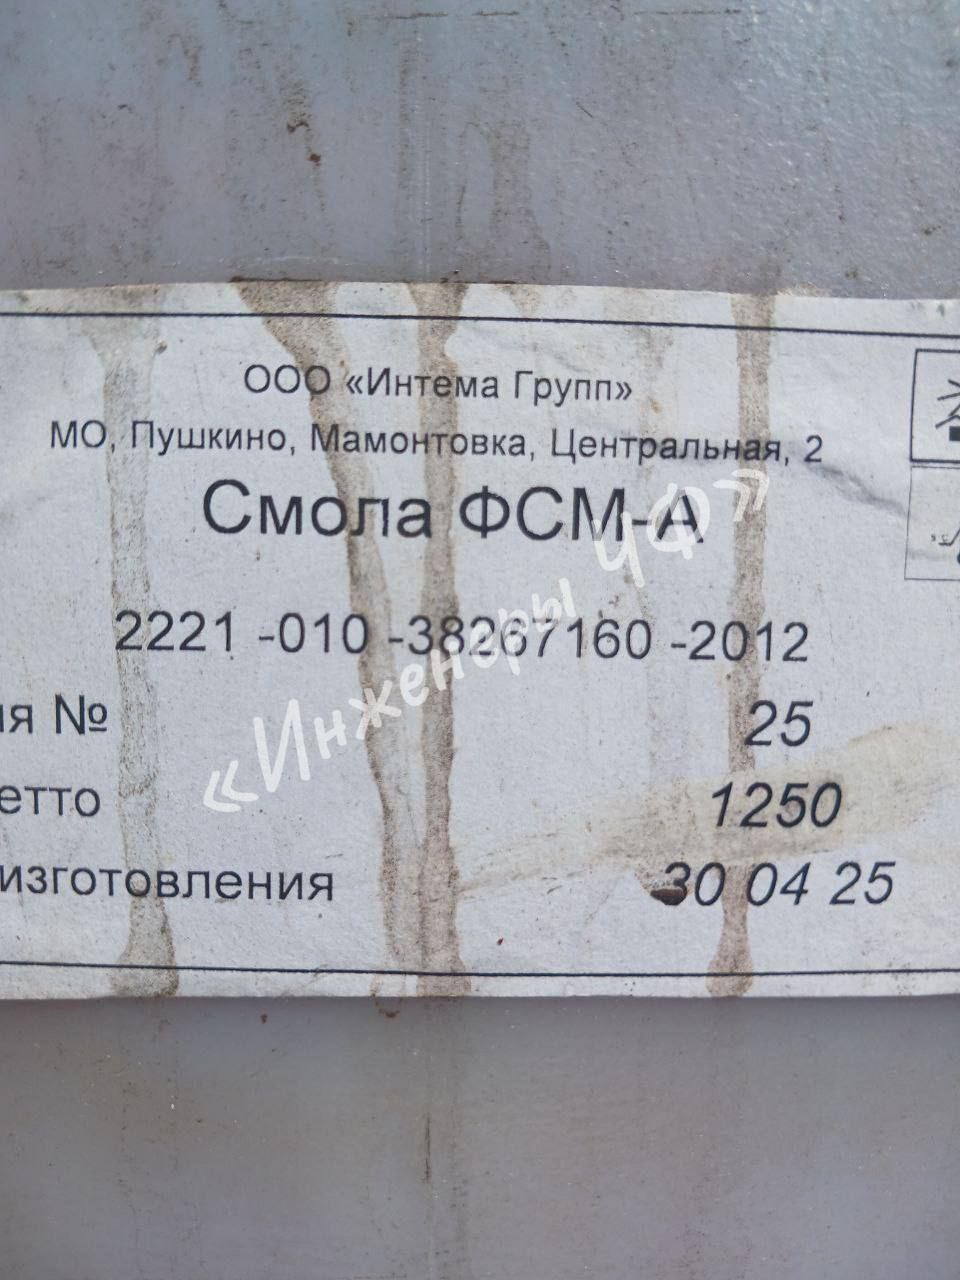 ООО «Интема Групп»
МО, Пушкино, Мамонтовка, Центральная, 2
Смола ФСМ-А
2221 -010 -38267160 -2012
ия № 25
етто 1250
изготовления 30 04 25
«Инженеры ЧФ»